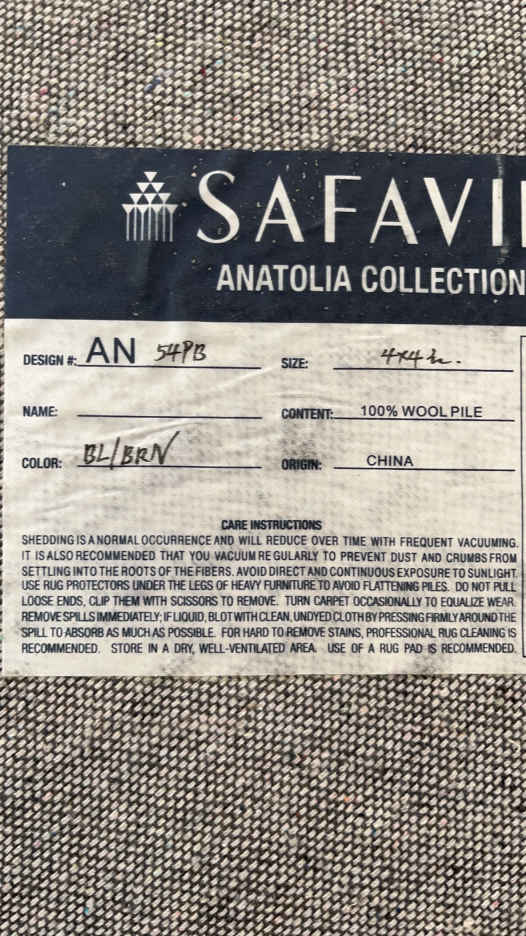 SAFAVI
ANATOLIA COLLECTION
DESIGN #: AN 54PB SIZE: 4x4
NAME: CONTENT: 100% WOOL PILE
COLOR: BL/BRN ORIGIN: CHINA
CARE INSTRUCTIONS
SHEDDING IS A NORMAL OCCURRENCE AND WILL REDUCE OVER TIME WITH FREQUENT VACUUMING.
IT IS ALSO RECOMMENDED THAT YOU VACUUM REGULARLY TO PREVENT DUST AND CRUMBS FROM
SETTLING INTO THE ROOTS OF THE FIBERS. AVOID DIRECT AND CONTINUOUS EXPOSURE TO SUNLIGHT.
USE RUG PROTECTORS UNDER THE LEGS OF HEAVY FURNITURE TO AVOID FLATTENING PILES. DO NOT PULL
LOOSE ENDS, CLIP THEM WITH SCISSORS TO REMOVE. TURN CARPET OCCASIONALLY TO EQUALIZE WEAR.
REMOVE SPILLS IMMEDIATELY; IF LIQUID, BLOT WITH CLEAN, UNDYED CLOTH BY PRESSING FIRMLY AROUND THE
SPILL TO ABSORB AS MUCH AS POSSIBLE. FOR HARD TO REMOVE STAINS, PROFESSIONAL RUG CLEANING IS
RECOMMENDED. STORE IN A DRY, WELL-VENTILATED AREA. USE OF A RUG PAD IS RECOMMENDED.